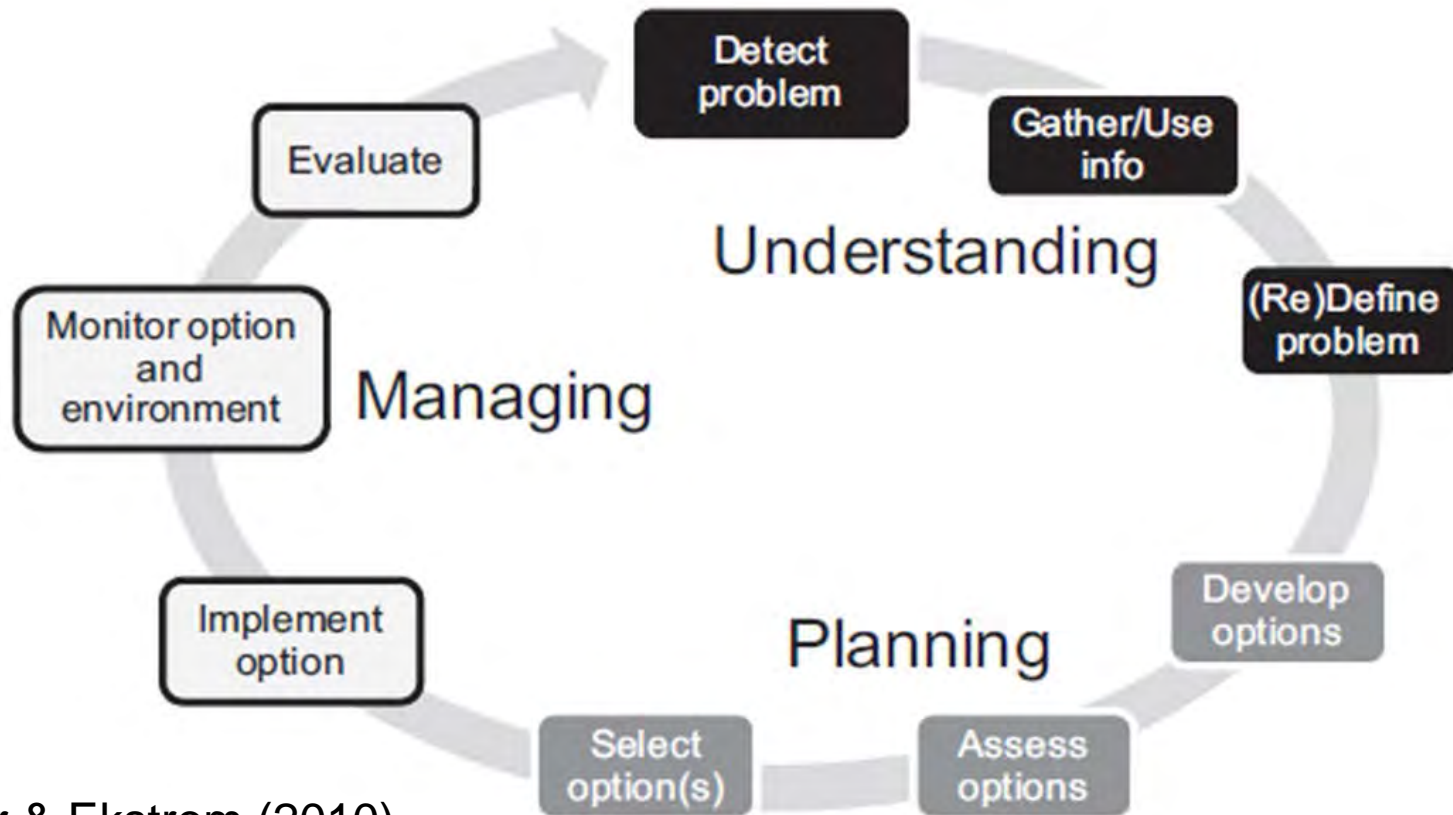 Detect
problem
Gather/Use
info
(Re)Define
problem
Understanding
Develop
options
Planning
Assess
options
Select
option(s)
Implement
option
Managing
Monitor option
and
environment
Evaluate
& Ekstrom (2010)